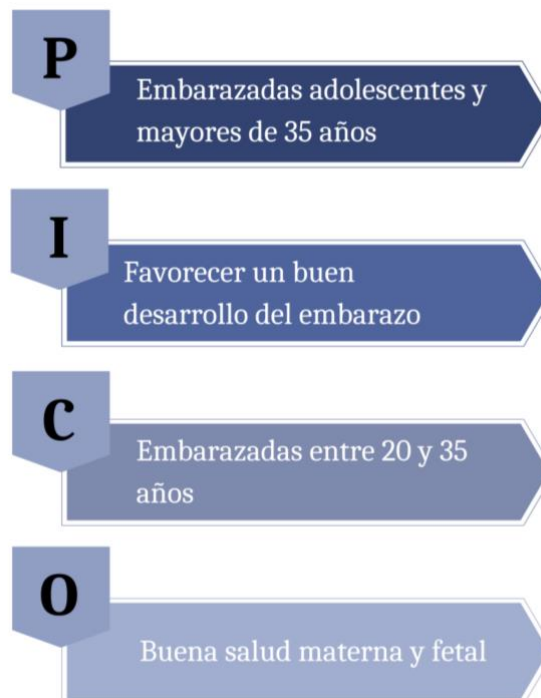 P
Embarazadas adolescentes y
mayores de 35 años
I
Favorecer un buen
desarrollo del embarazo
C
Embarazadas entre 20 y 35
años
O
Buena salud materna y fetal